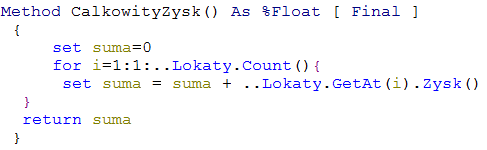 Method CalkowityZysk() As %Float [ Final ]
{
set suma=0
for i=1:1:..Lokaty.Count(){
set suma = suma + ..Lokaty.GetAt(i).Zysk()
}
return suma
}